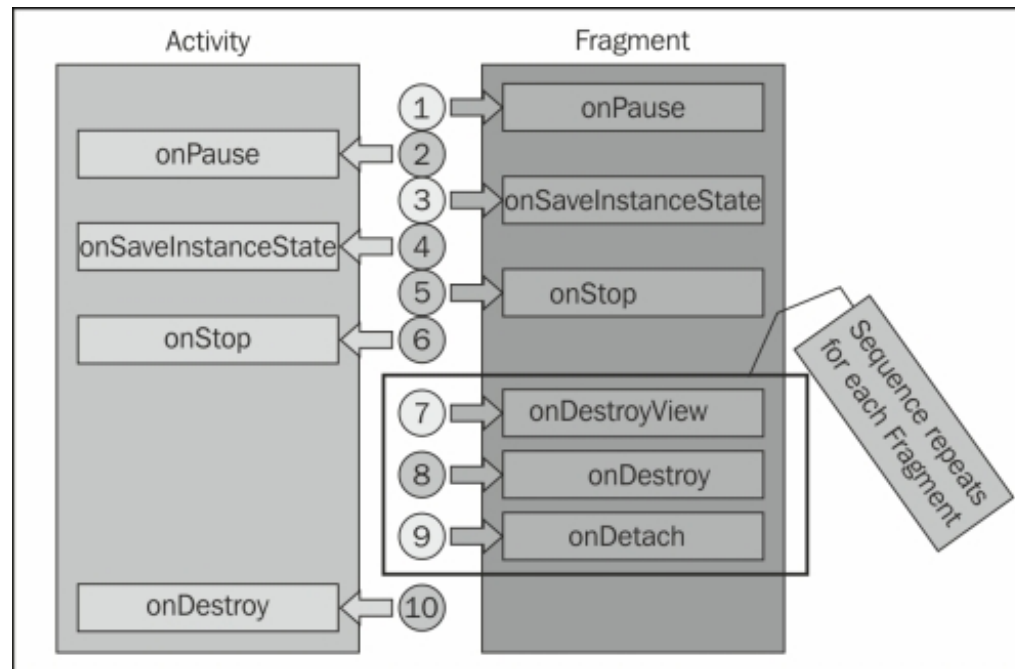 Activity
Fragment
1
onPause
onPause
2
3
onSaveInstanceState
onSaveInstanceState
4
5
onStop
onStop
6
7
onDestroyView
8
onDestroy
9
onDetach
onDestroy
10
Sequence repeats
for each Fragment